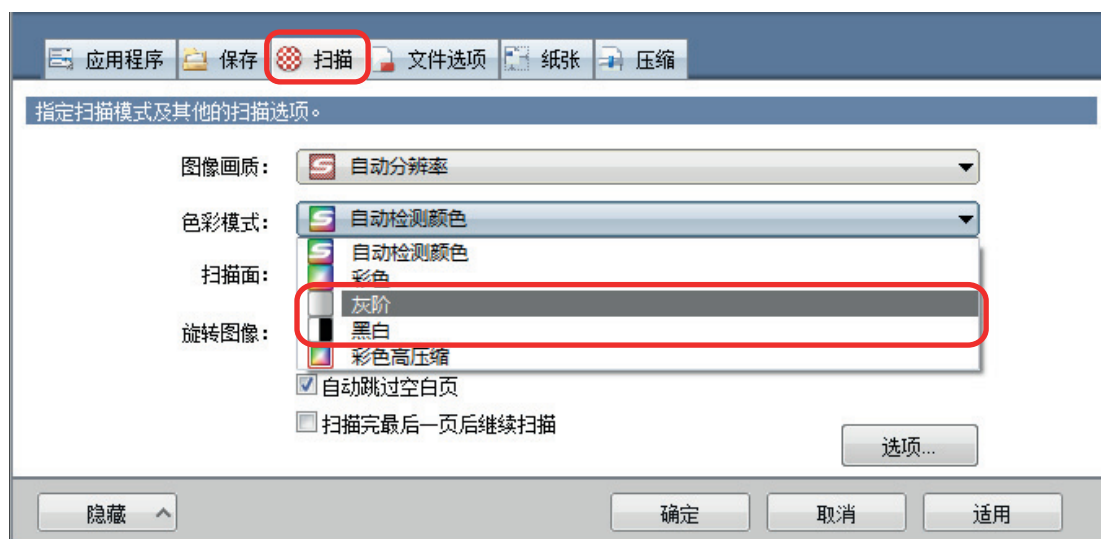 应用程序 保存 扫描 文件选项 纸张 压缩
指定扫描模式及其他的扫描选项。
图像画质: 自动分辨率
色彩模式: 自动检测颜色
自动检测颜色
扫描面: 彩色
灰阶
旋转图像: 黑白
彩色高压缩
自动跳过空白页
扫描完最后一页后继续扫描
选项...
隐藏 确定 取消 适用